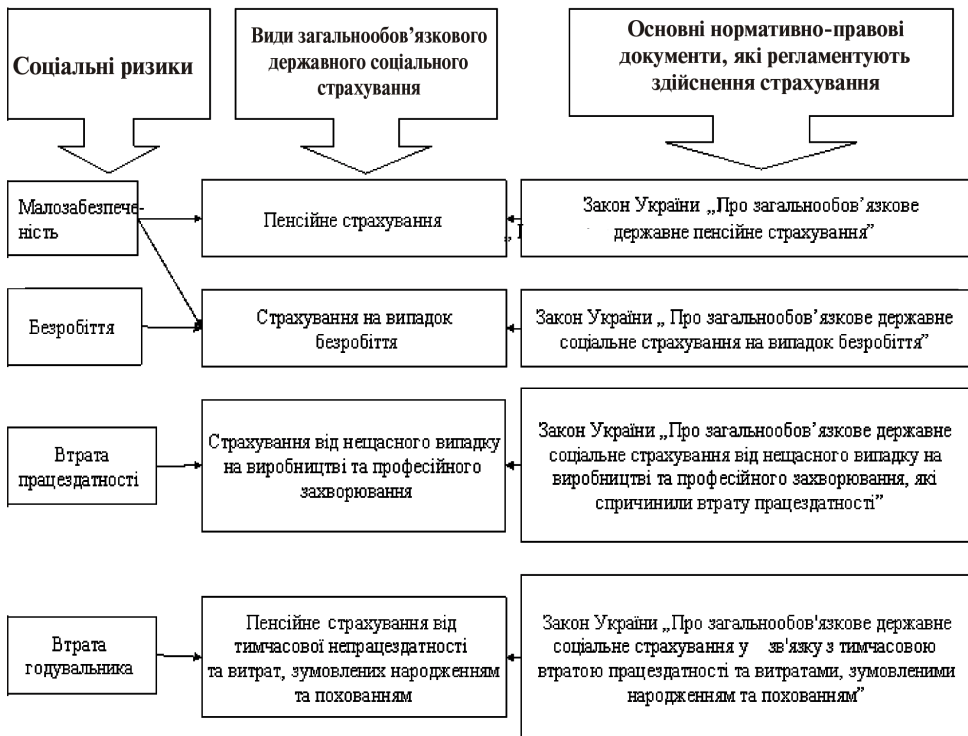 Соціальні ризики
Види загальнообов’язкового
державного соціального
страхування
Основні нормативно-правові
документи, які регламентують
здійснення страхування
Малозабезпече-
ність
Пенсійне страхування
Закон України „Про загальнообов’язкове
державне пенсійне страхування”
Безробіття
Страхування на випадок
безробіття
Закон України „ Про загальнообов’язкове державне
соціальне страхування на випадок безробіття”
Втрата
працездатності
Страхування від нещасного випадку
на виробництві та професійного
захворювання
Закон України „Про загальнообов’язкове державне
соціальне страхування від нещасного випадку на
виробництві та професійного захворювання, які
спричинили втрату працездатності”
Втрата
годувальника
Пенсійне страхування від
тимчасової непрацездатності
та витрат, зумовлених народженням
та похованням
Закон України „Про загальнообов'язкове державне
соціальне страхування у зв'язку з тимчасовою
втратою працездатності та витратами, зумовленими
народженням та похованням”